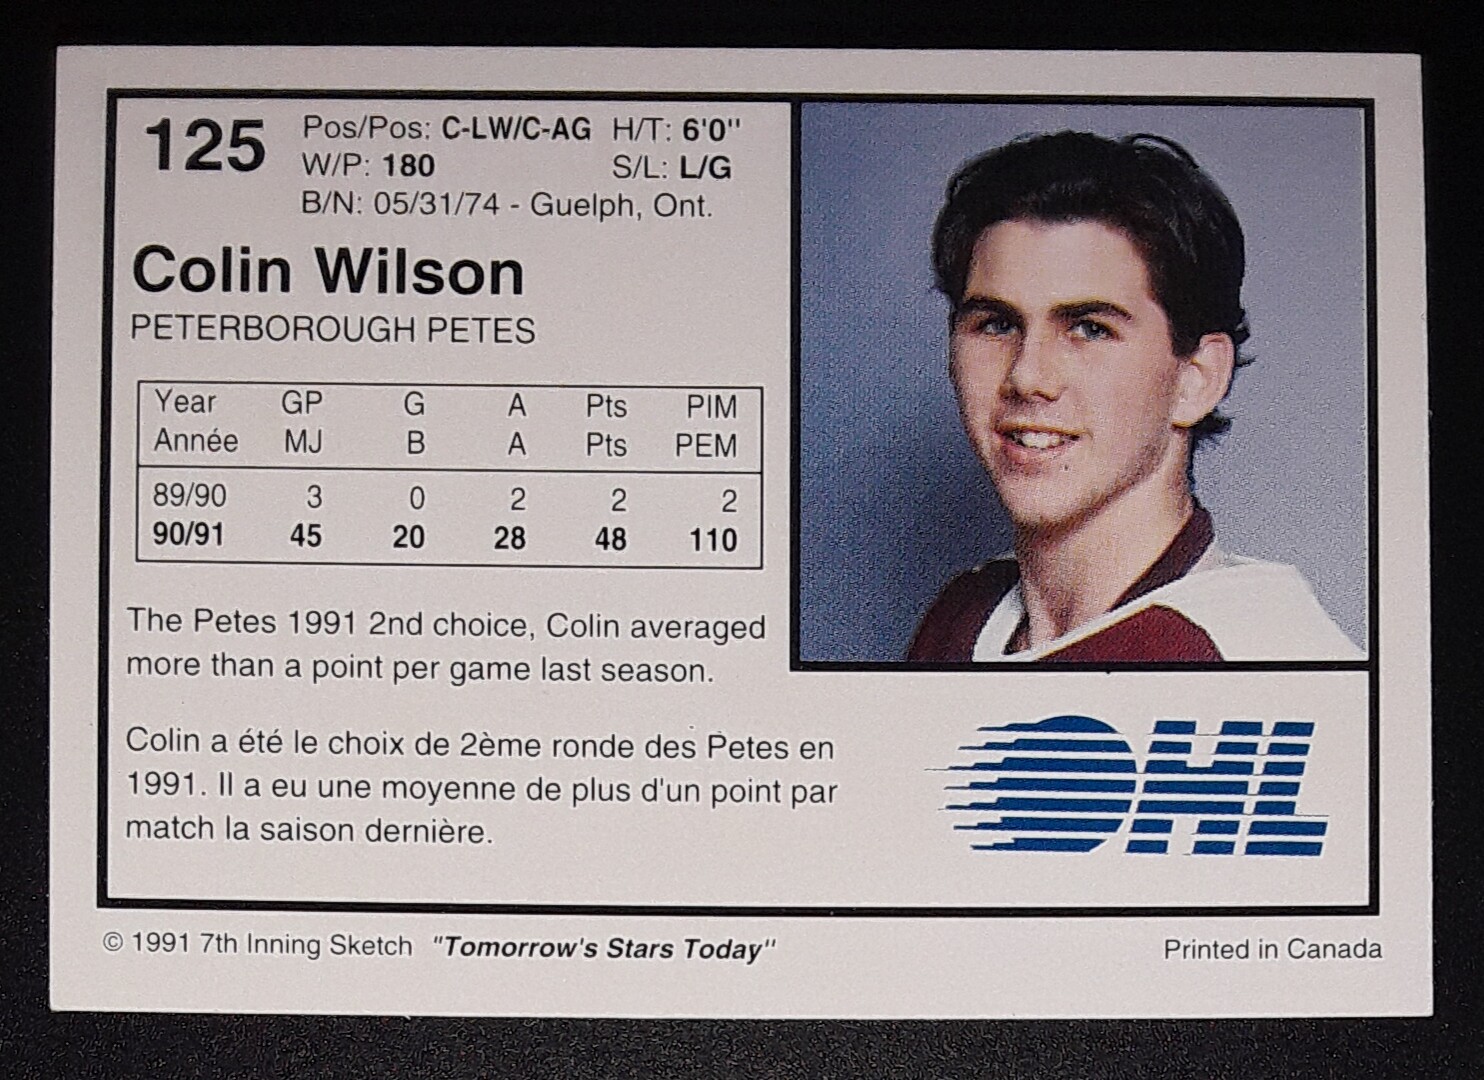 125 Pos/Pos: C-LW/C-AG H/T: 6'0"
W/P: 180 S/L: L/G
B/N: 05/31/74 - Guelph, Ont.
Colin Wilson
PETERBOROUGH PETES
Year GP G A Pts PIM
Année MJ B A Pts PEM
89/90 3 0 2 2 2
90/91 45 20 28 48 110
The Petes 1991 2nd choice, Colin averaged
more than a point per game last season.
Colin a été le choix de 2ème ronde des Petes en
1991. Il a eu une moyenne de plus d'un point par
match la saison dernière.
OHL
© 1991 7th Inning Sketch "Tomorrow's Stars Today" Printed in Canada